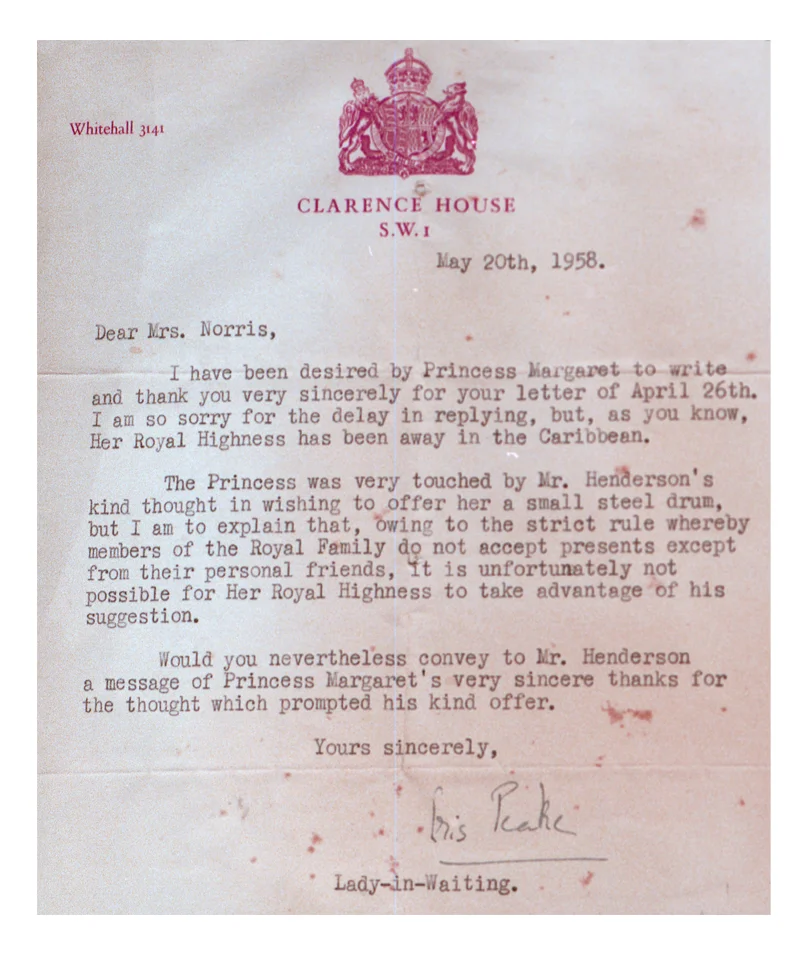 Whitehall 3141
CLARENCE HOUSE
S.W.1
May 20th, 1958.
Dear Mrs. Norris,
I have been desired by Princess Margaret to write
and thank you very sincerely for your letter of April 26th.
I am so sorry for the delay in replying, but, as you know,
Her Royal Highness has been away in the Caribbean.
The Princess was very touched by Mr. Henderson's
kind thought in wishing to offer her a small steel drum,
but I am to explain that, owing to the strict rule whereby
members of the Royal Family do not accept presents except
from their personal friends, it is unfortunately not
possible for Her Royal Highness to take advantage of his
suggestion.
Would you nevertheless convey to Mr. Henderson
a message of Princess Margaret's very sincere thanks for
the thought which prompted his kind offer.
Yours sincerely,
Iris Peake
Lady-in-Waiting.